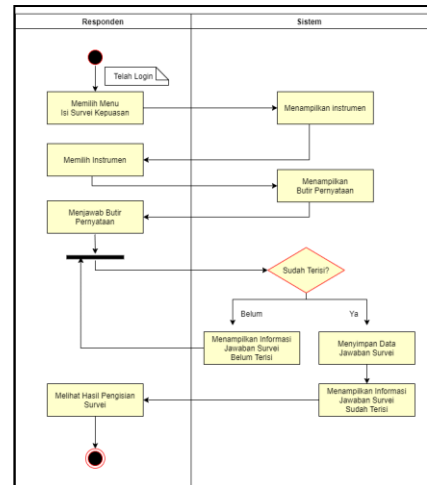 Responden
Sistem
Telah Login
Memilih Menu
Isi Survei Kepuasan
Menampilkan instrumen
Memilih Instrumen
Menampilkan
Butir Pernyataan
Menjawab Butir
Pernyataan
Sudah Terisi?
Belum
Ya
Menampilkan Informasi
Jawaban Survei
Belum Terisi
Menyimpan Data
Jawaban Survei
Melihat Hasil Pengisian
Survei
Menampilkan Informasi
Jawaban Survei
Sudah Terisi